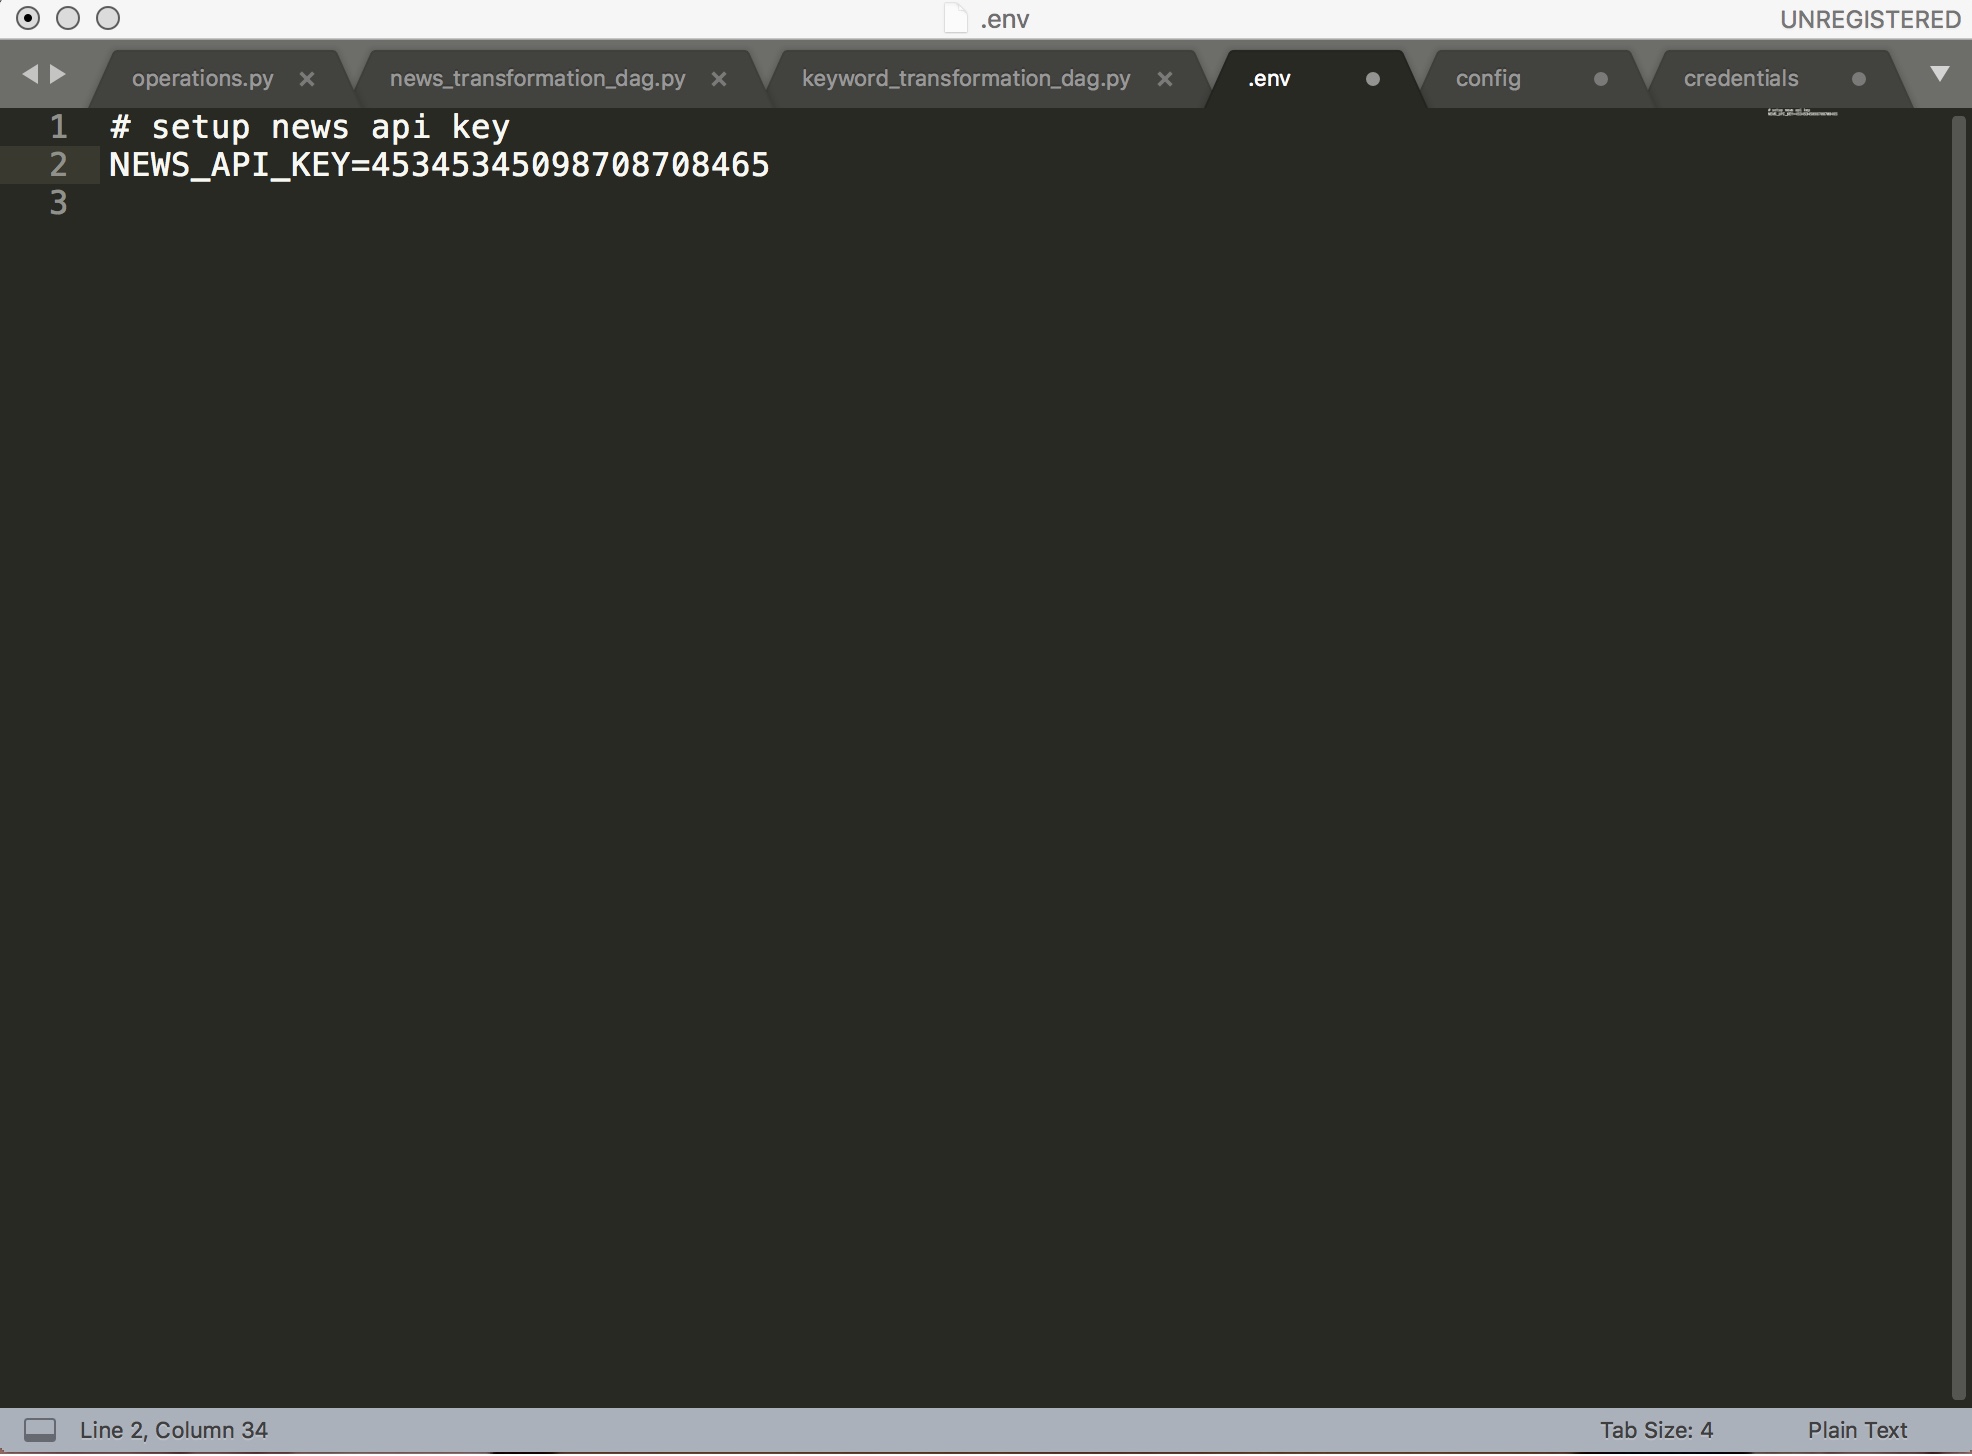 .env
UNREGISTERED
operations.py
news_transformation_dag.py
keyword_transformation_dag.py
.env
config
credentials
1 # setup news api key
2 NEWS_API_KEY=45345345098708708465
3
Line 2, Column 34
Tab Size: 4
Plain Text